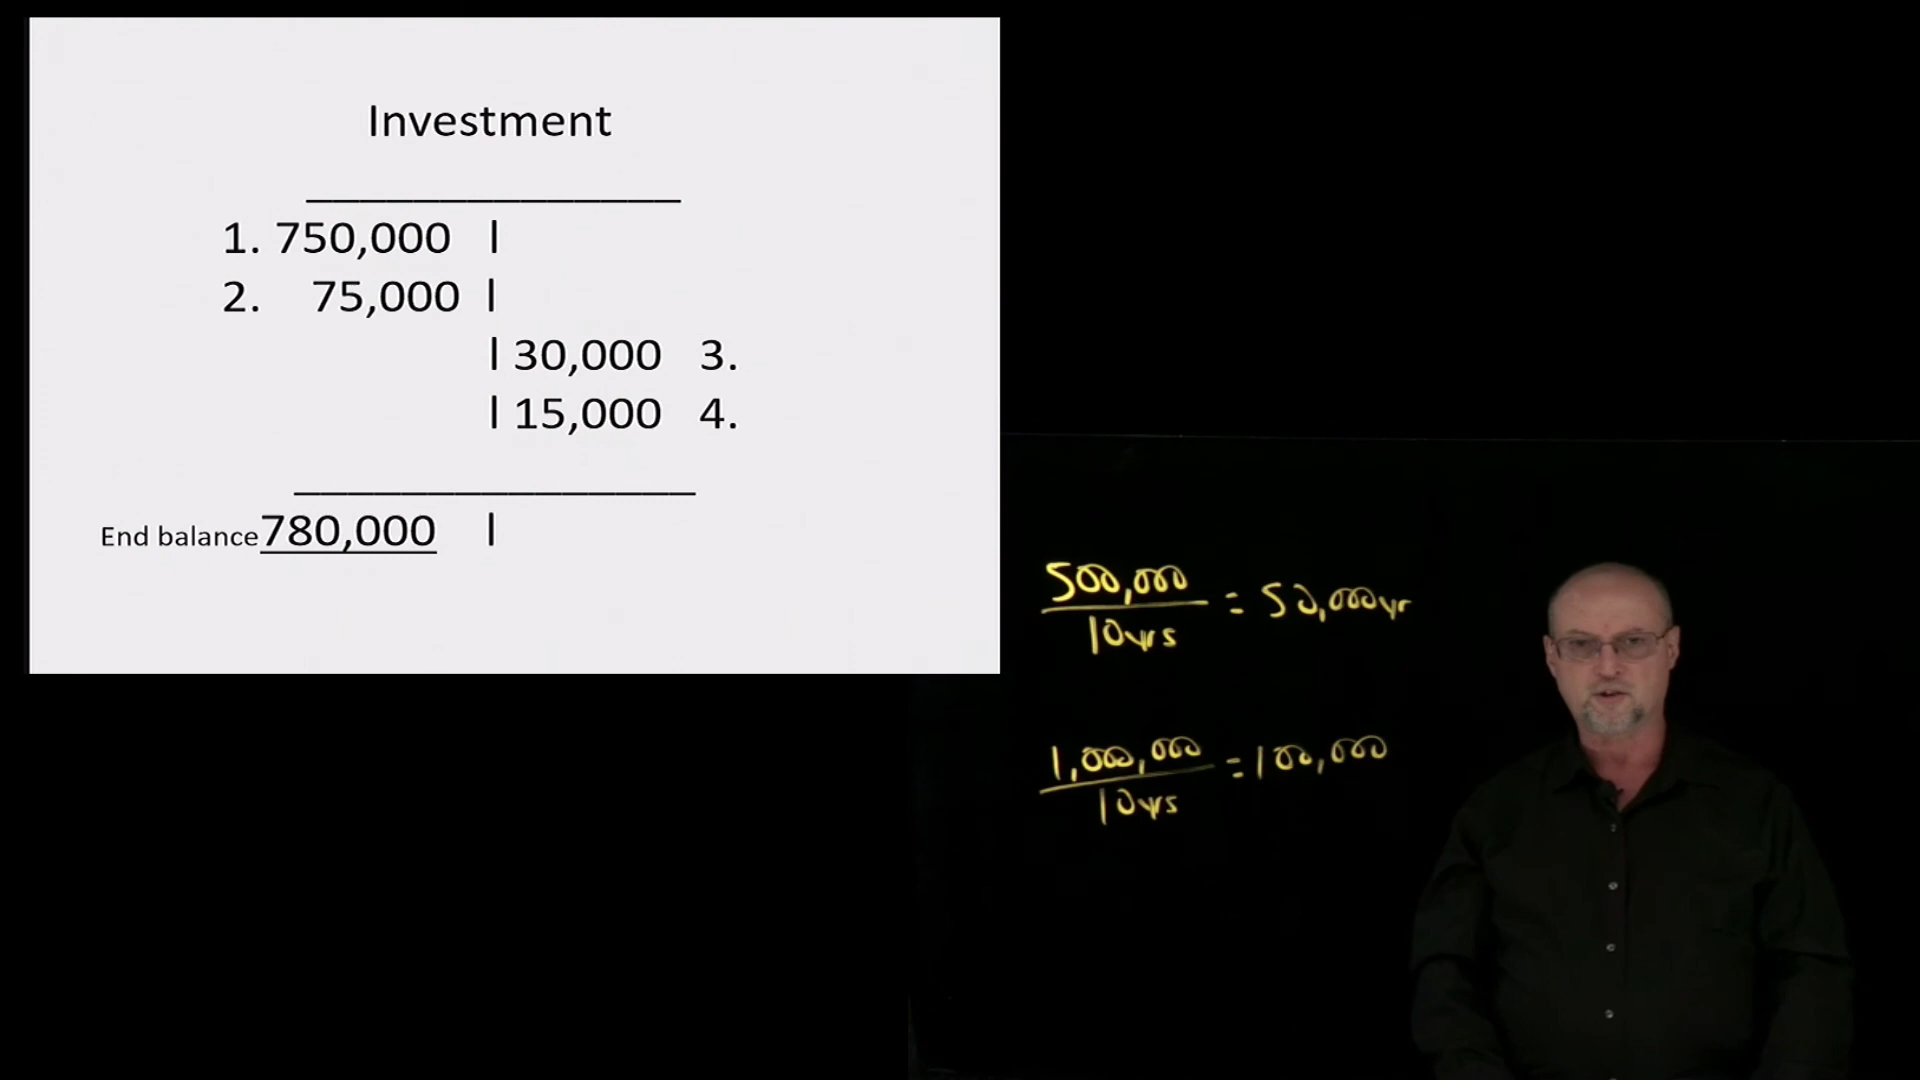 Investment
1. 750,000 |
2. 75,000 |
| 30,000 3.
| 15,000 4.
End balance 780,000 |
500,000
10yrs
= 50,000yr
1,000,000
10yrs
= 100,000